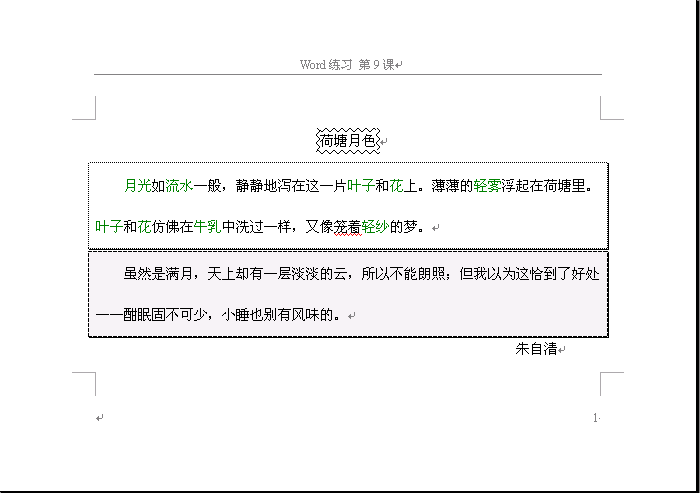 Word 练习 第 9 课
荷塘月色
月光如流水一般，静静地泻在这一片叶子和花上。薄薄的轻雾浮起在荷塘里。
叶子和花仿佛在牛乳中洗过一样，又像笼着轻纱的梦。
虽然是满月，天上却有一层淡淡的云，所以不能朗照；但我以为这恰到了好处
——酣眠固不可少，小睡也别有风味的。
朱自清
1